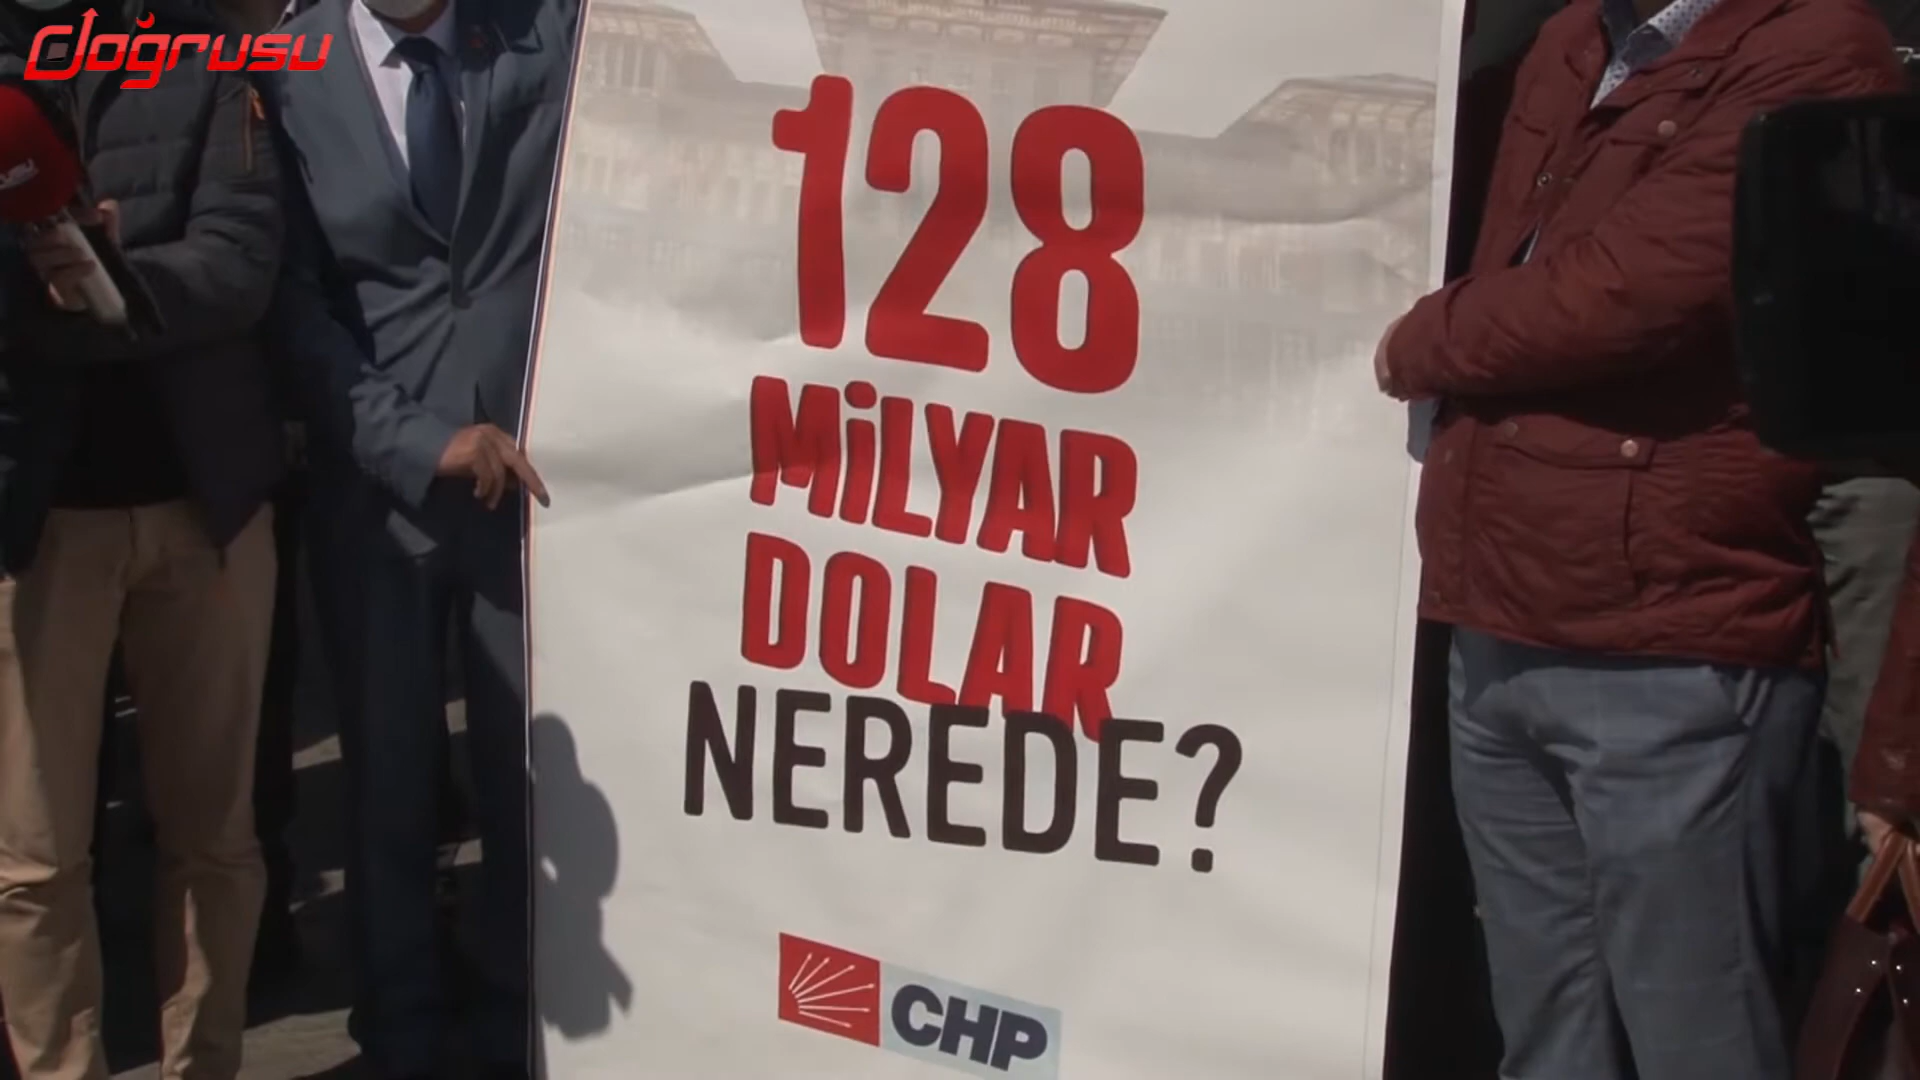 doğrusu
128
MİLYAR
DOLAR
NEREDE?
CHP